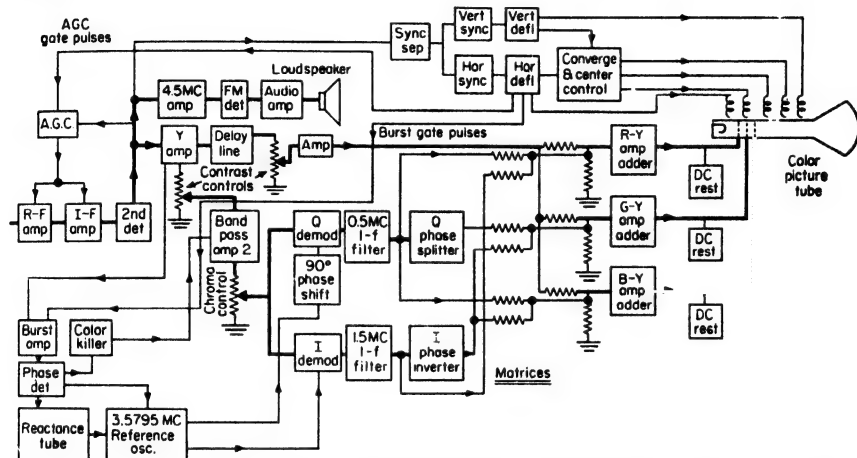 AGC
gate pulses
Sync
sep
Vert
sync
Vert
defl
Hor
sync
Hor
defl
Converge
& center
control
Loudspeaker
4.5MC
amp
FM
det
Audio
amp
A.G.C
Y
amp
Delay
line
Amp
Burst gate pulses
Contrast
controls
R-F
amp
I-F
amp
2nd
det
Band
pass
amp 2
Chroma
control
Q
demod
0.5MC
l-f
filter
Q
phase
splitter
90°
phase
shift
I
demod
1.5MC
l-f
filter
I
phase
inverter
Matrices
R-Y
amp
adder
G-Y
amp
adder
B-Y
amp
adder
DC
rest
DC
rest
DC
rest
Color
picture
tube
Burst
amp
Color
killer
Phase
det
Reactance
tube
3.5795 MC
Reference
osc.